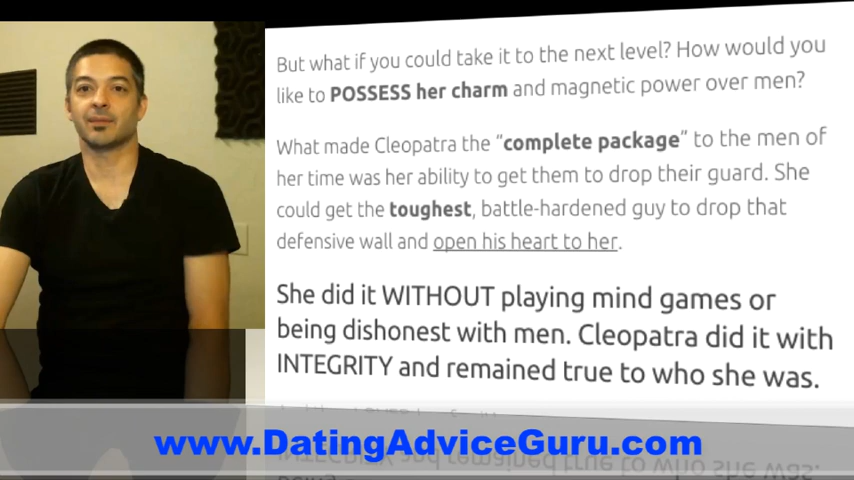 But what if you could take it to the next level? How would you
like to POSSESS her charm and magnetic power over men?
What made Cleopatra the “complete package” to the men of
her time was her ability to get them to drop their guard. She
could get the toughest, battle-hardened guy to drop that
defensive wall and open his heart to her.
She did it WITHOUT playing mind games or
being dishonest with men. Cleopatra did it with
INTEGRITY and remained true to who she was.
www.DatingAdviceGuru.com